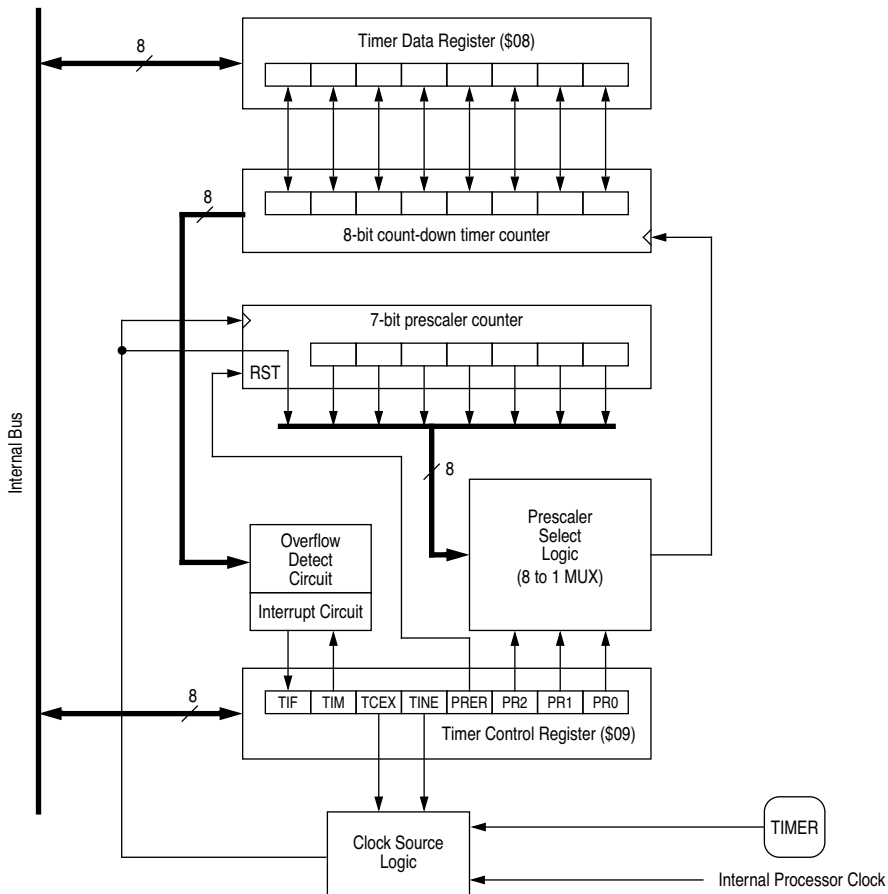 Timer Data Register ($08)
8
8
8-bit count-down timer counter
7-bit prescaler counter
RST
Internal Bus
8
Prescaler
Select
Logic
(8 to 1 MUX)
Overflow
Detect
Circuit
Interrupt Circuit
8
TIF TIM TCEX TINE PRER PR2 PR1 PR0
Timer Control Register ($09)
Clock Source
Logic
TIMER
Internal Processor Clock